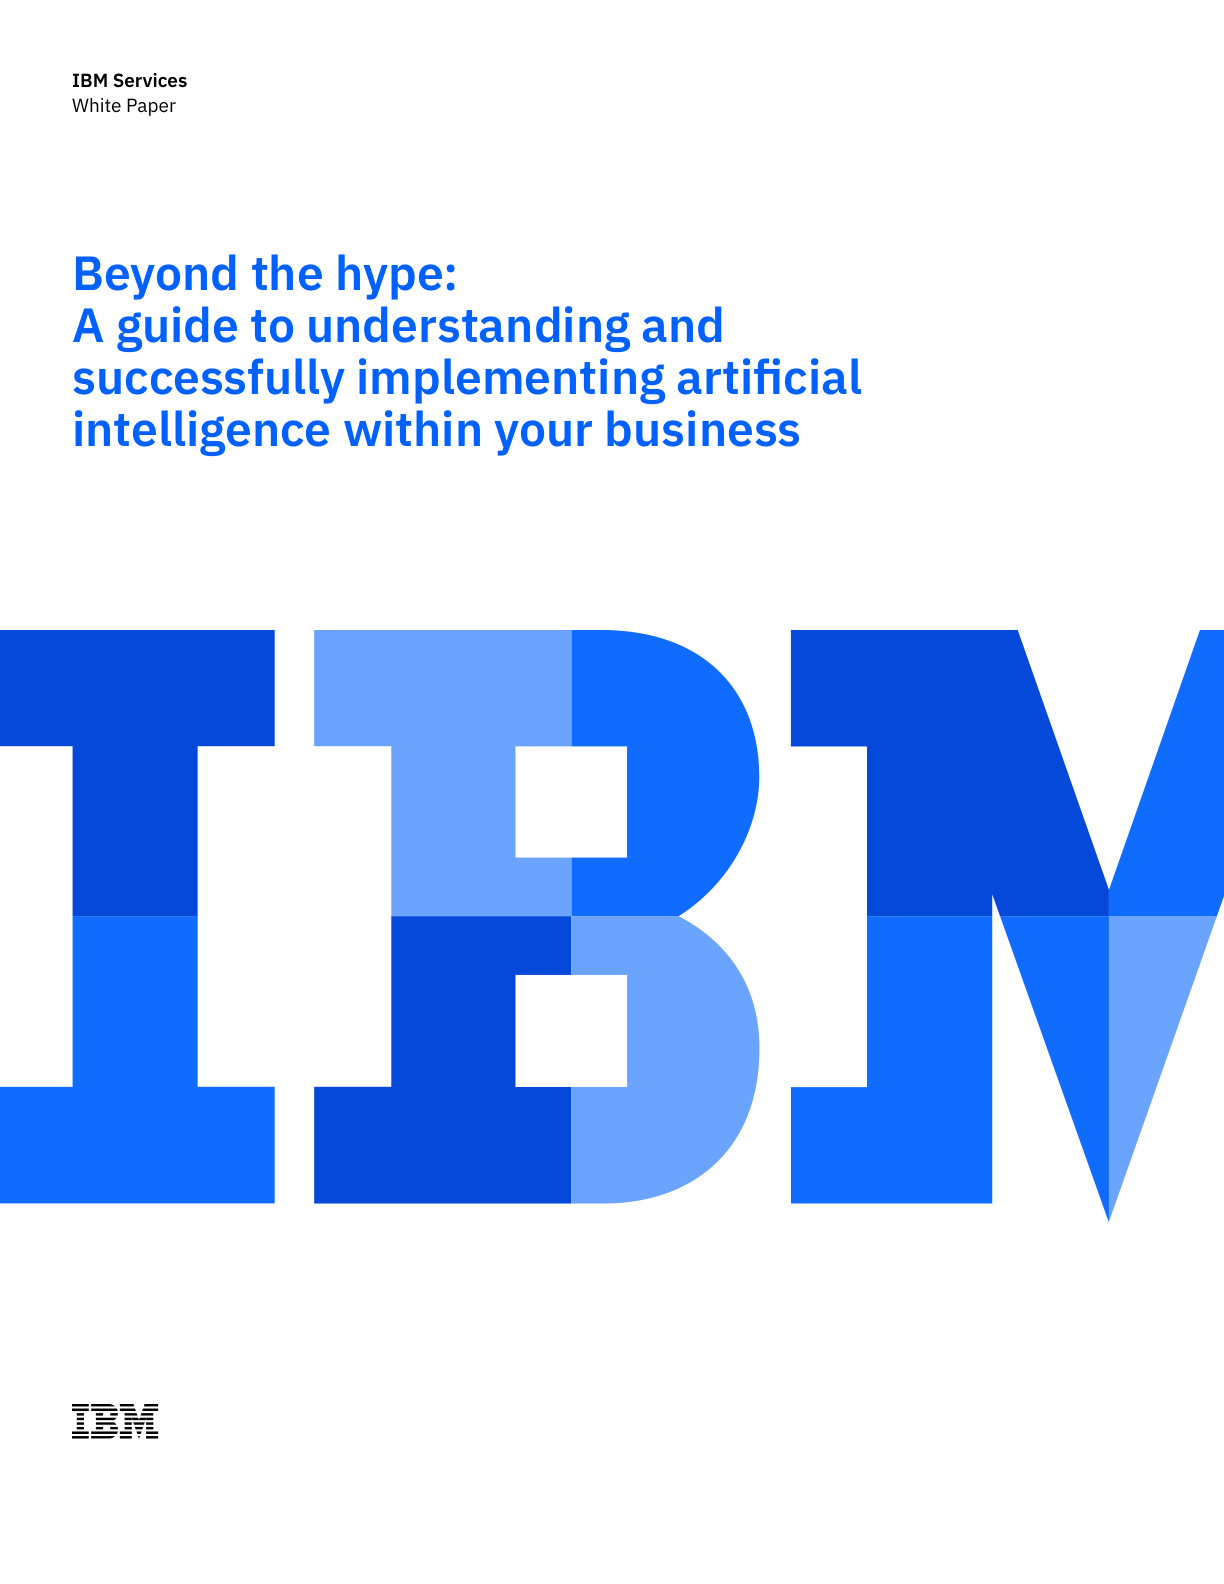 IBM Services
White Paper
Beyond the hype:
A guide to understanding and
successfully implementing artificial
intelligence within your business
IBM
IBM